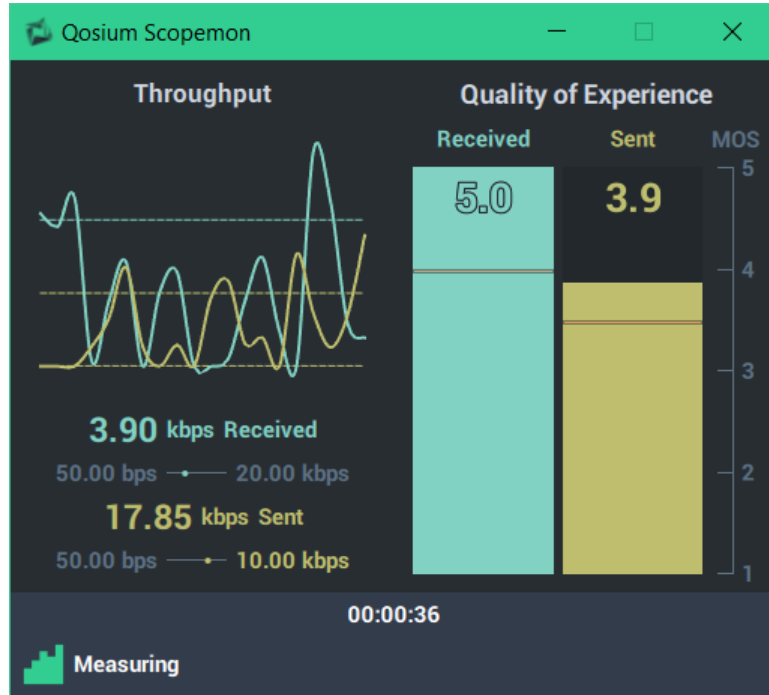 Qosium Scopemon
Throughput
3.90 kbps Received
50.00 bps 20.00 kbps
17.85 kbps Sent
50.00 bps 10.00 kbps
Quality of Experience
Received Sent MOS
5.0 3.9
5
4
3
2
1
00:00:36
Measuring